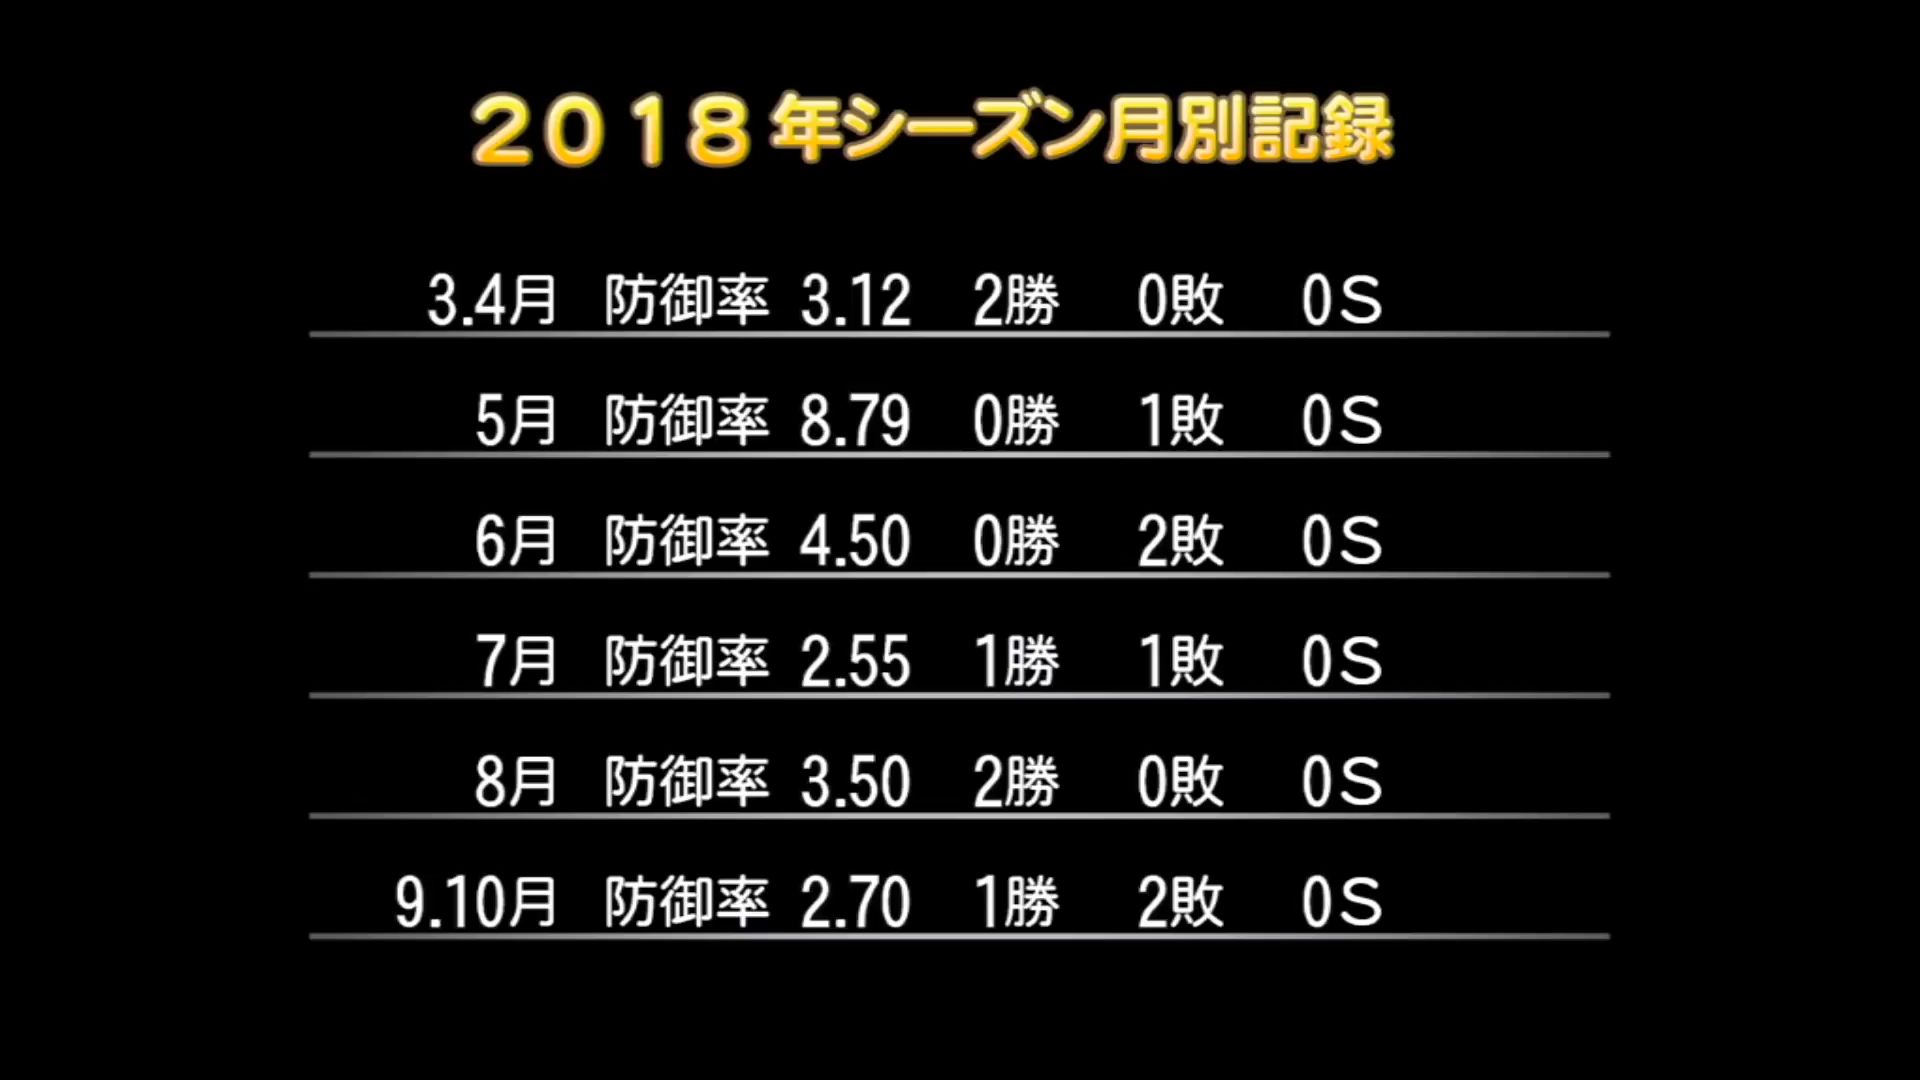 ２０１８年シーズン月別記録
3.4月 防御率 3.12 2勝 0敗 0Ｓ
5月 防御率 8.79 0勝 1敗 0Ｓ
6月 防御率 4.50 0勝 2敗 0Ｓ
7月 防御率 2.55 1勝 1敗 0Ｓ
8月 防御率 3.50 2勝 0敗 0Ｓ
9.10月 防御率 2.70 1勝 2敗 0Ｓ